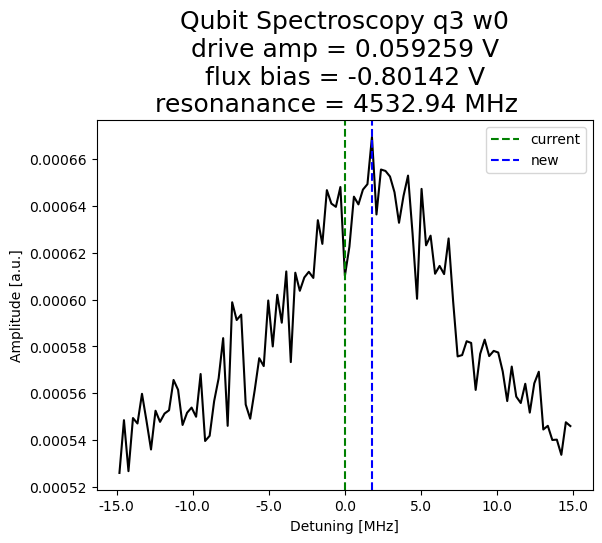 Qubit Spectroscopy q3 w0
drive amp = 0.059259 V
flux bias = -0.80142 V
resonanance = 4532.94 MHz
current
new
0.00066
0.00064
0.00062
0.00060
0.00058
0.00056
0.00054
0.00052
Amplitude [a.u.]
-15.0
-10.0
-5.0
0.0
5.0
10.0
15.0
Detuning [MHz]